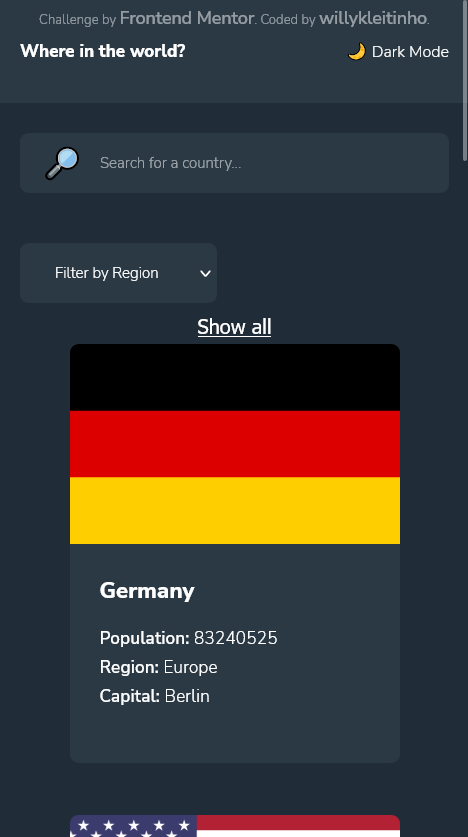 Challenge by Frontend Mentor. Coded by willykleitinho.
Where in the world?
Dark Mode
Search for a country...
Filter by Region
Show all
Germany
Population: 83240525
Region: Europe
Capital: Berlin